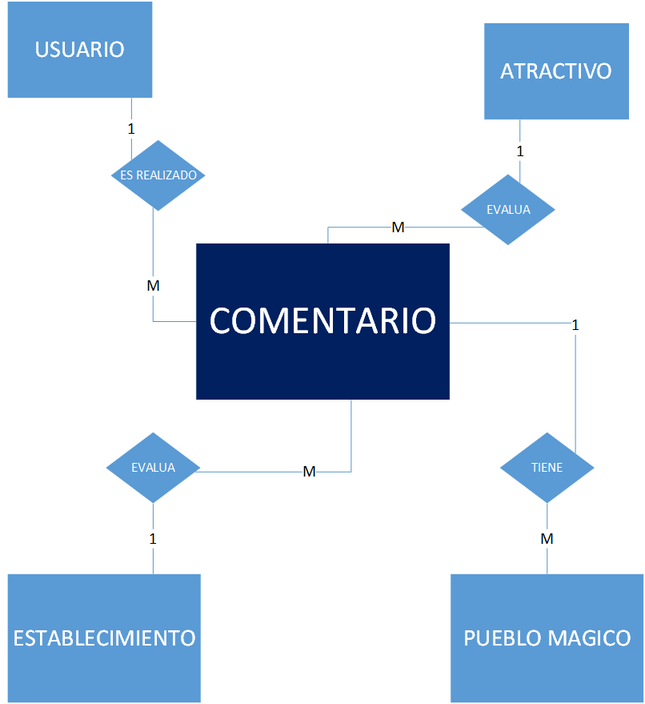 USUARIO
ATRACTIVO
1
1
ES REALIZADO
EVALUA
M
M
COMENTARIO
1
EVALUA
TIENE
M
1
M
ESTABLECIMIENTO
PUEBLO MAGICO